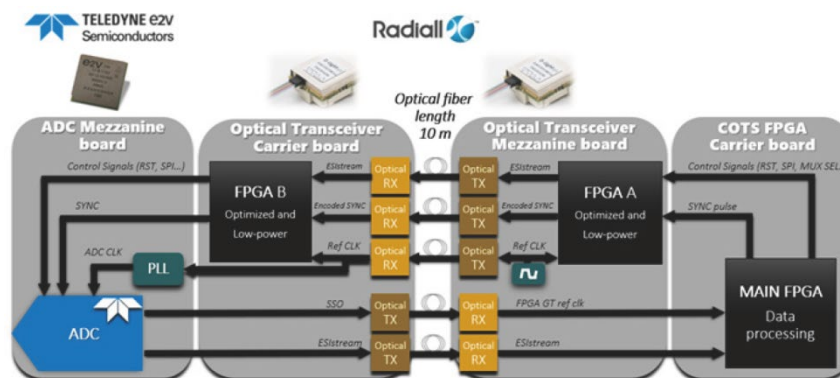 TELEDYNE e2v
Semiconductors
Radiall
e2v
Optical fiber
length
10 m
ADC Mezzanine
board
Optical Transceiver
Carrier board
Optical Transceiver
Mezzanine board
COTS FPGA
Carrier board
Control Signals (RST, SPI...)
ESIstream
Optical
RX
Optical
TX
ESIstream
Control Signals (RST, SPI, MUX SEL
FPGA B
Optimized and
Low-power
FPGA A
Optimized and
Low-power
SYNC
Encoded SYNC
Optical
RX
Optical
TX
Encoded SYNC
SYNC pulse
ADC CLK
PLL
Ref CLK
Optical
RX
Optical
TX
Ref CLK
MAIN FPGA
Data
processing
ADC
SSO
Optical
TX
Optical
RX
FPGA GT ref clk
ESIstream
Optical
TX
Optical
RX
ESIstream